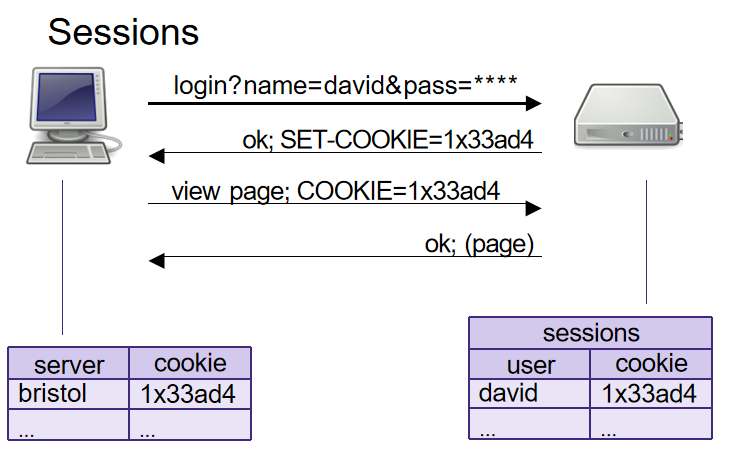 Sessions
login?name=david&pass=****
ok; SET-COOKIE=1x33ad4
view page; COOKIE=1x33ad4
ok; (page)
server cookie
bristol 1x33ad4
... ...
sessions
user cookie
david 1x33ad4
... ...